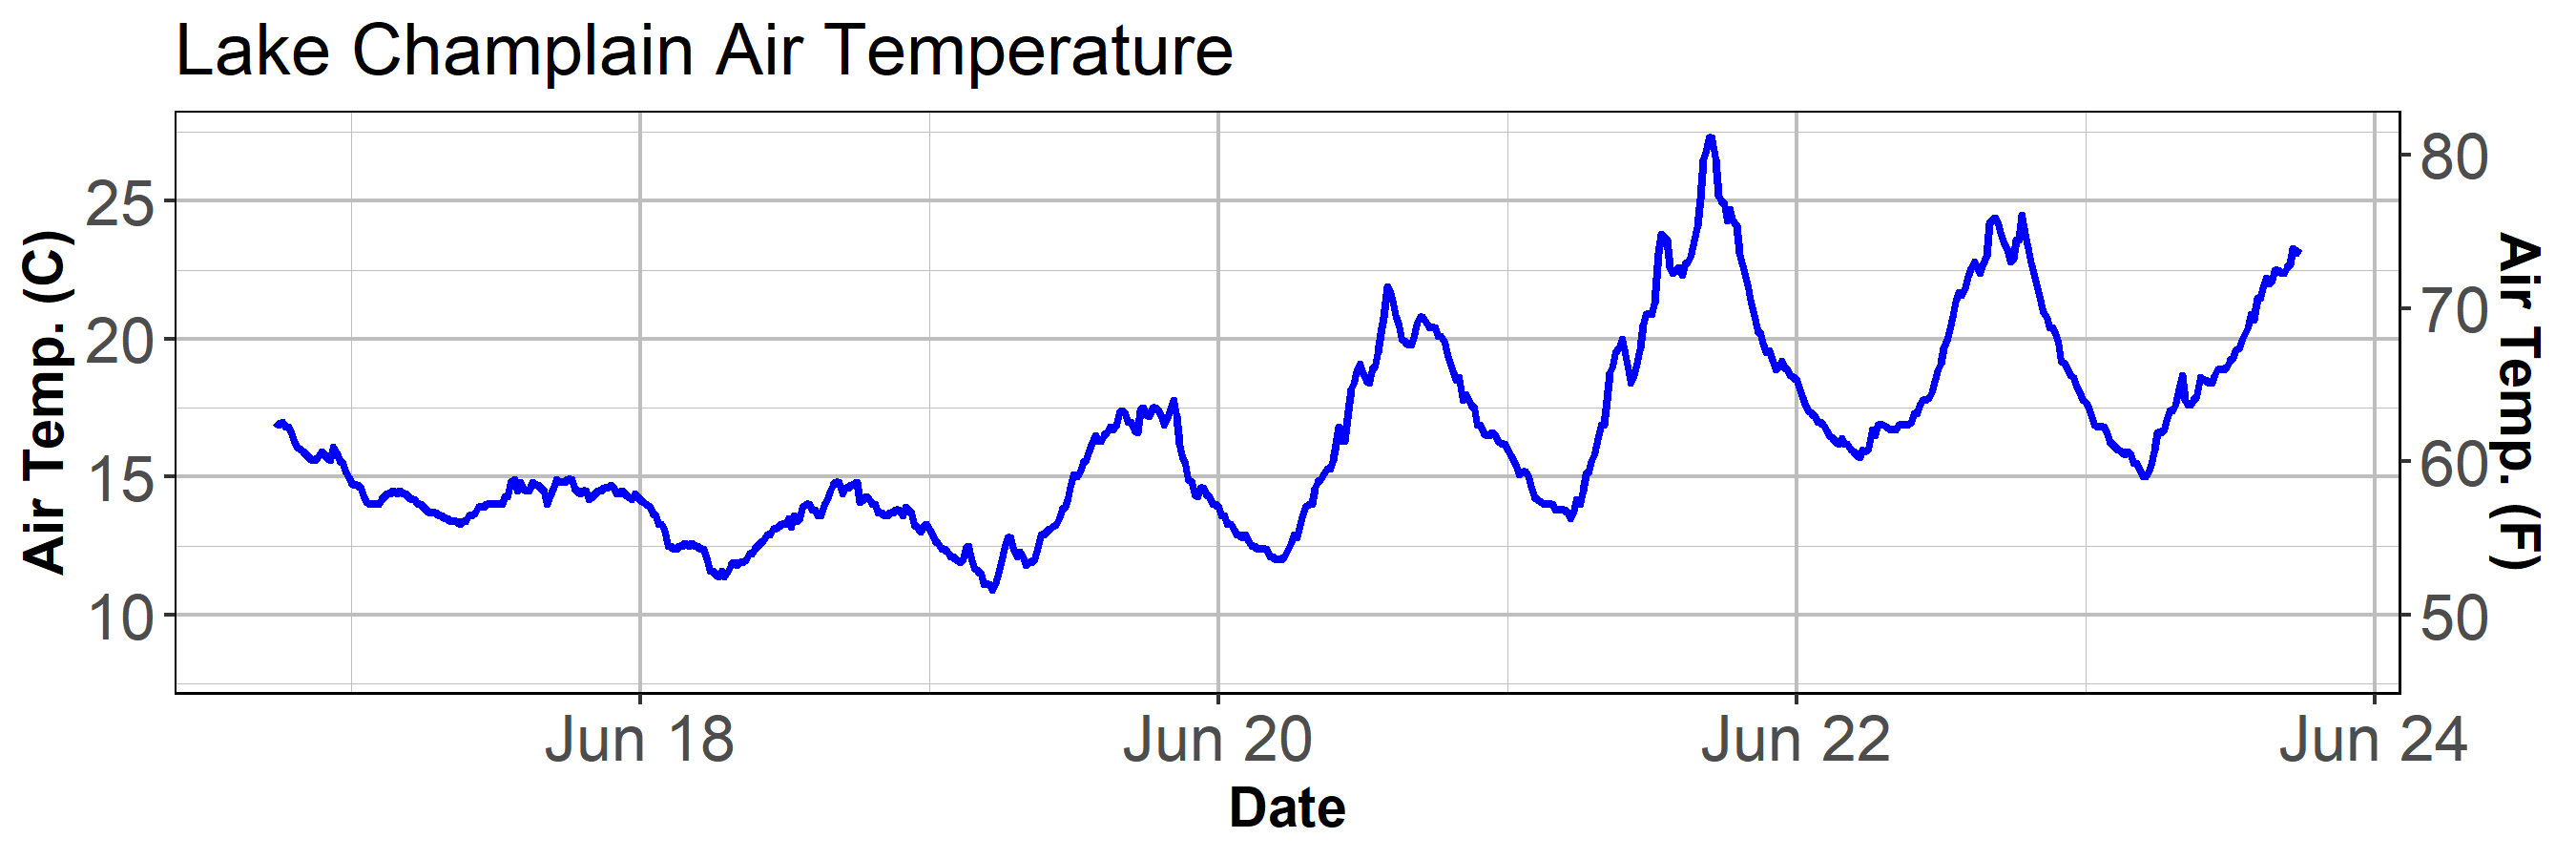 Lake Champlain Air Temperature
Air Temp. (C)
25
20
15
10
80
70
60
50
Air Temp. (F)
Jun 18 Jun 20 Jun 22 Jun 24
Date